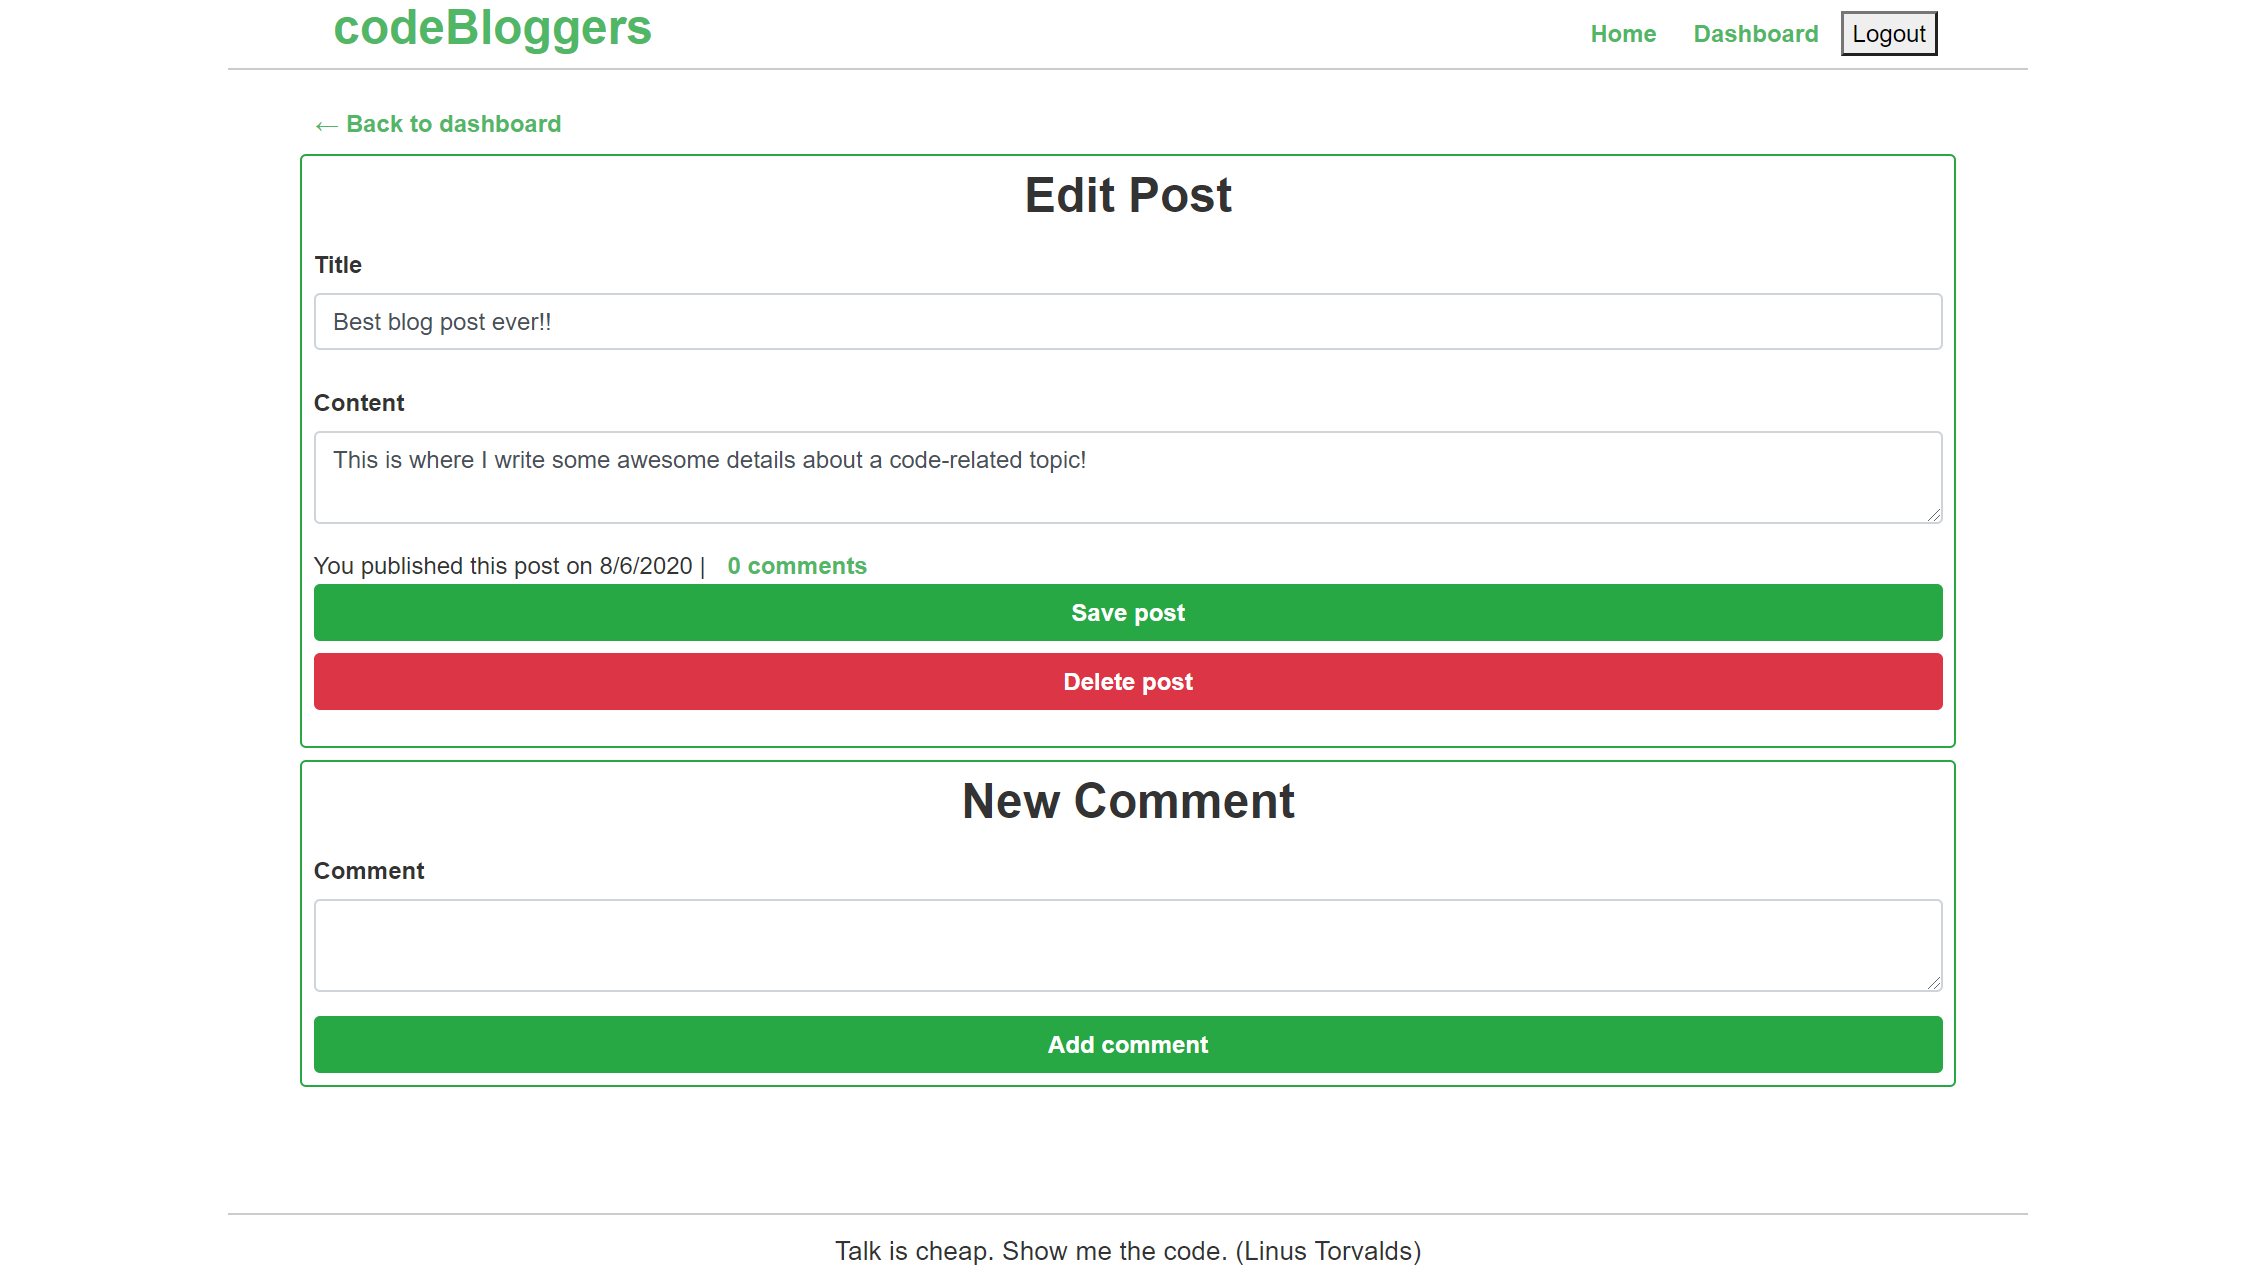 codeBloggers
Home Dashboard Logout
← Back to dashboard
Edit Post
Title
Best blog post ever!!
Content
This is where I write some awesome details about a code-related topic!
You published this post on 8/6/2020 | 0 comments
Save post
Delete post
New Comment
Comment
Add comment
Talk is cheap. Show me the code. (Linus Torvalds)